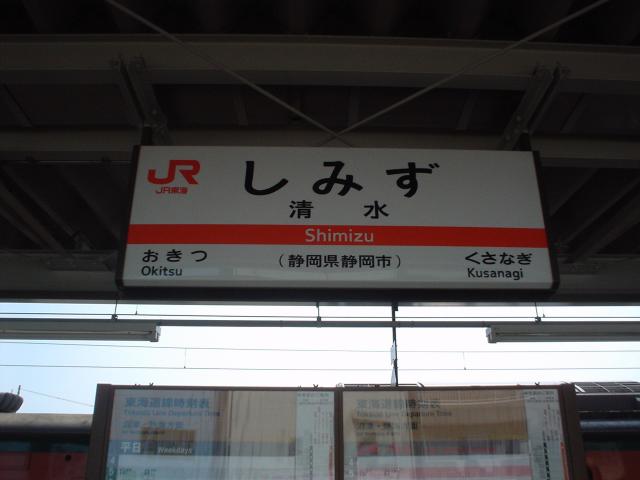 JR
JR東海
しみず
清水
Shimizu
おきつ
Okitsu
(静岡県静岡市)
くさなぎ
Kusanagi
東海道線時刻表
Tokaido Line Departure Time
平日 Weekdays
東海道線時刻表
Tokaido Line Departure Time